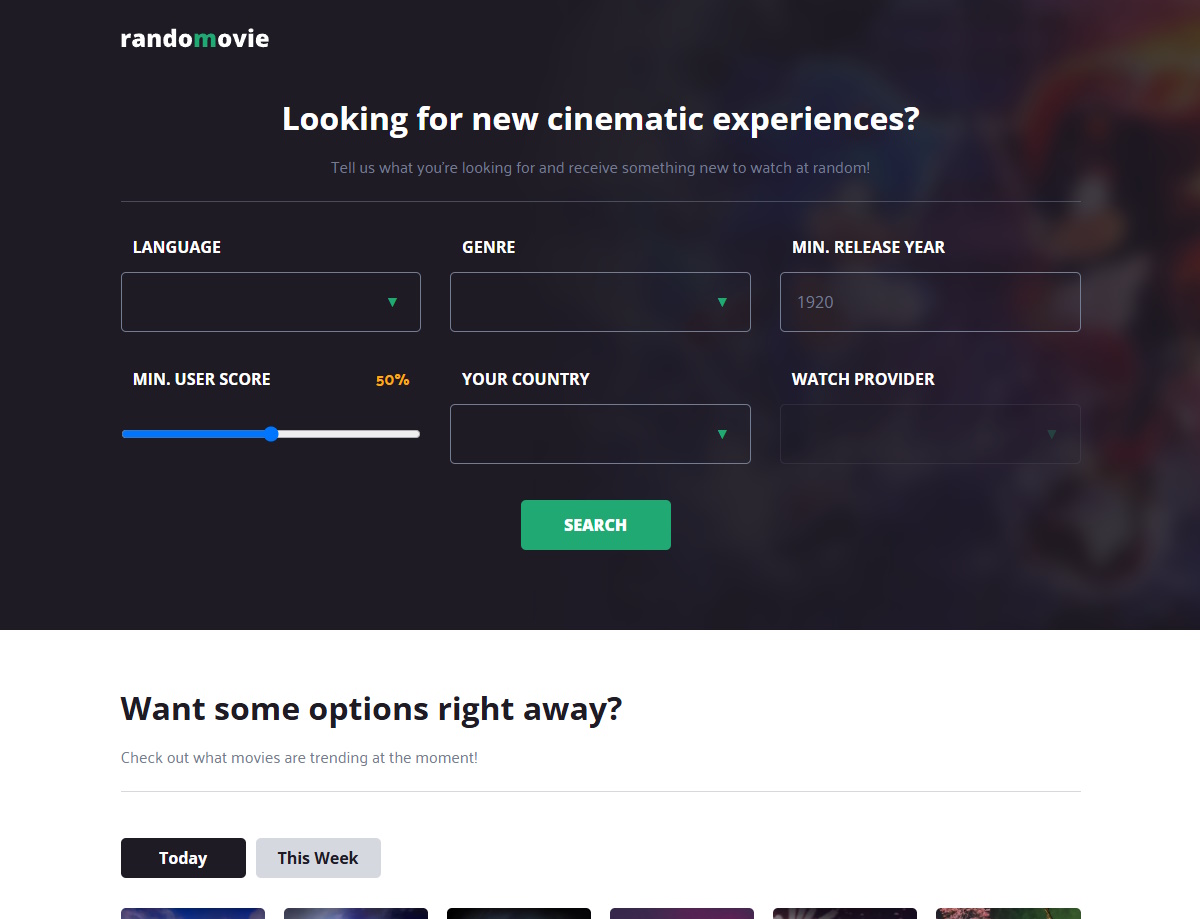 randomovie
Looking for new cinematic experiences?
Tell us what you're looking for and receive something new to watch at random!
LANGUAGE
GENRE
MIN. RELEASE YEAR
▼
▼
1920
MIN. USER SCORE
50%
YOUR COUNTRY
WATCH PROVIDER
▼
▼
SEARCH
Want some options right away?
Check out what movies are trending at the moment!
Today
This Week